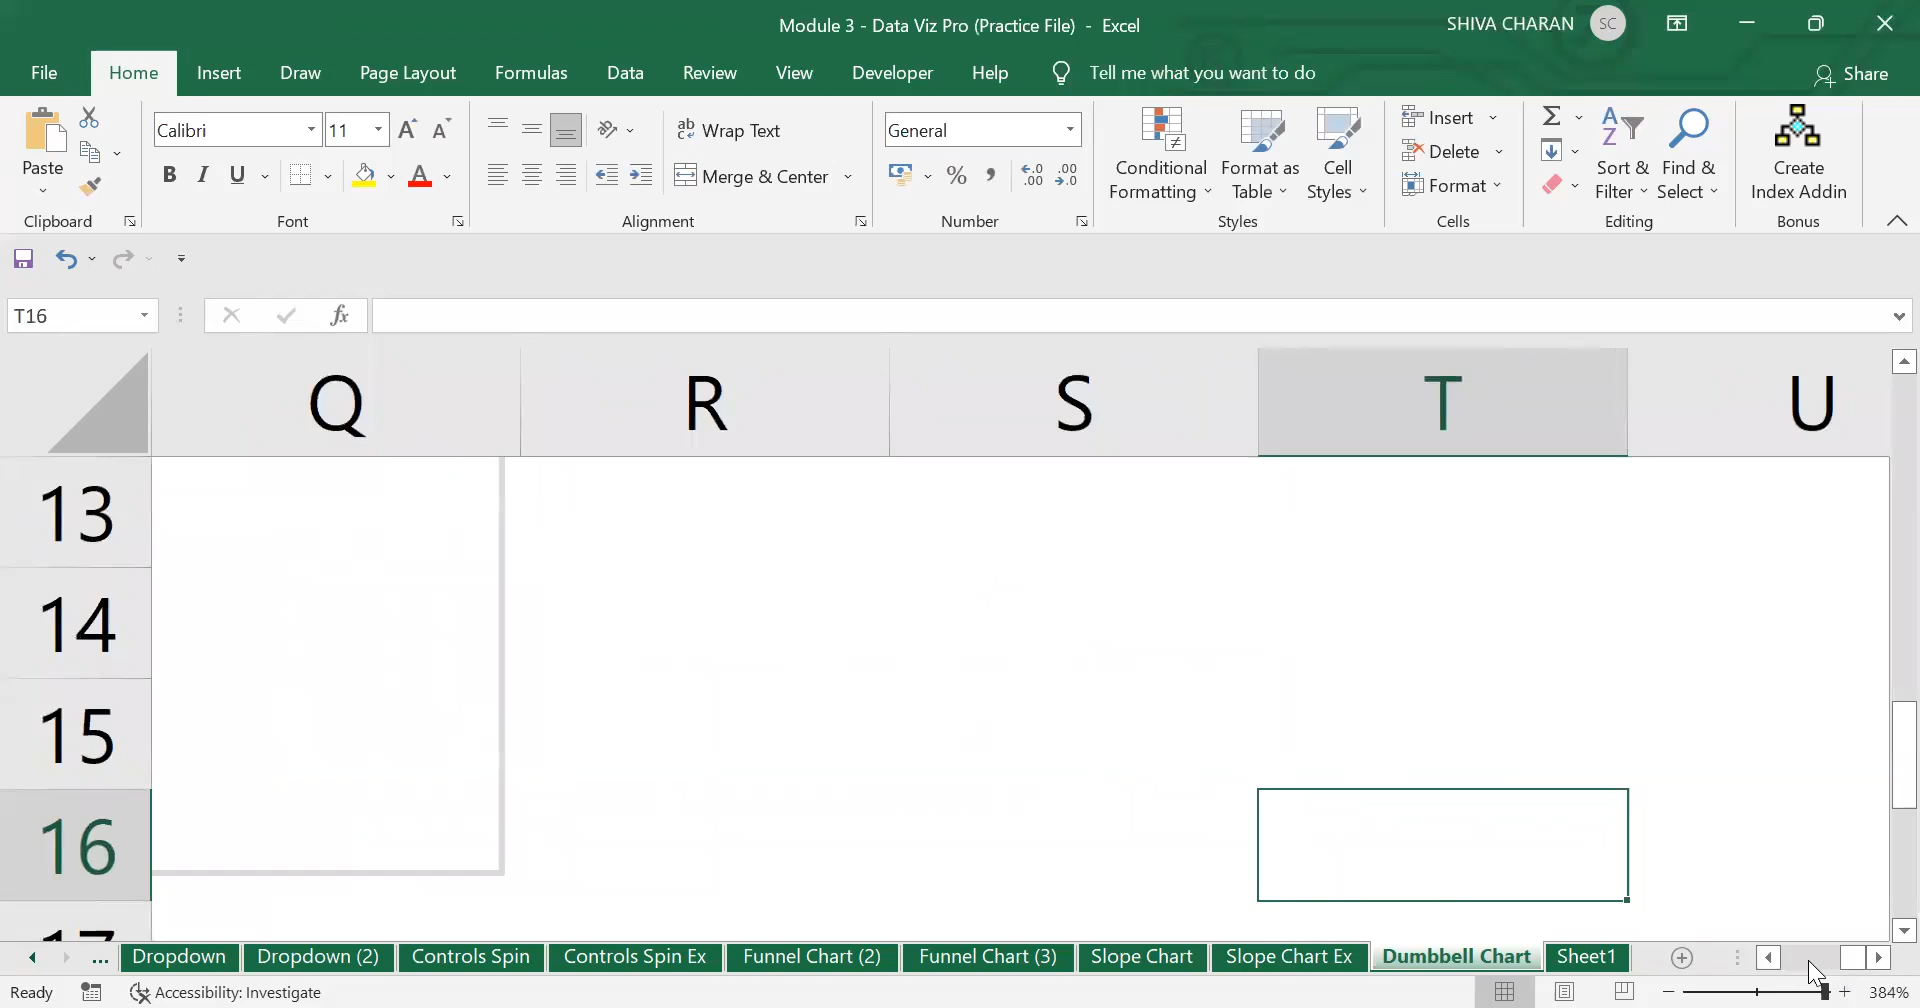 Module 3 - Data Viz Pro (Practice File) - Excel
SHIVA CHARAN SC
File Home Insert Draw Page Layout Formulas Data Review View Developer Help Tell me what you want to do Share
Paste
Clipboard
Calibri 11
B I U A
Font
Wrap Text
Merge & Center
Alignment
General
% ,
Number
Conditional Formatting
Format as Table
Cell Styles
Styles
Insert
Delete
Format
Cells
Sort & Filter
Find & Select
Editing
Create Index Addin
Bonus
T16 fx
Q R S T U
13
14
15
16
17
... Dropdown Dropdown (2) Controls Spin Controls Spin Ex Funnel Chart (2) Funnel Chart (3) Slope Chart Slope Chart Ex Dumbbell Chart Sheet1
Ready Accessibility: Investigate 384%